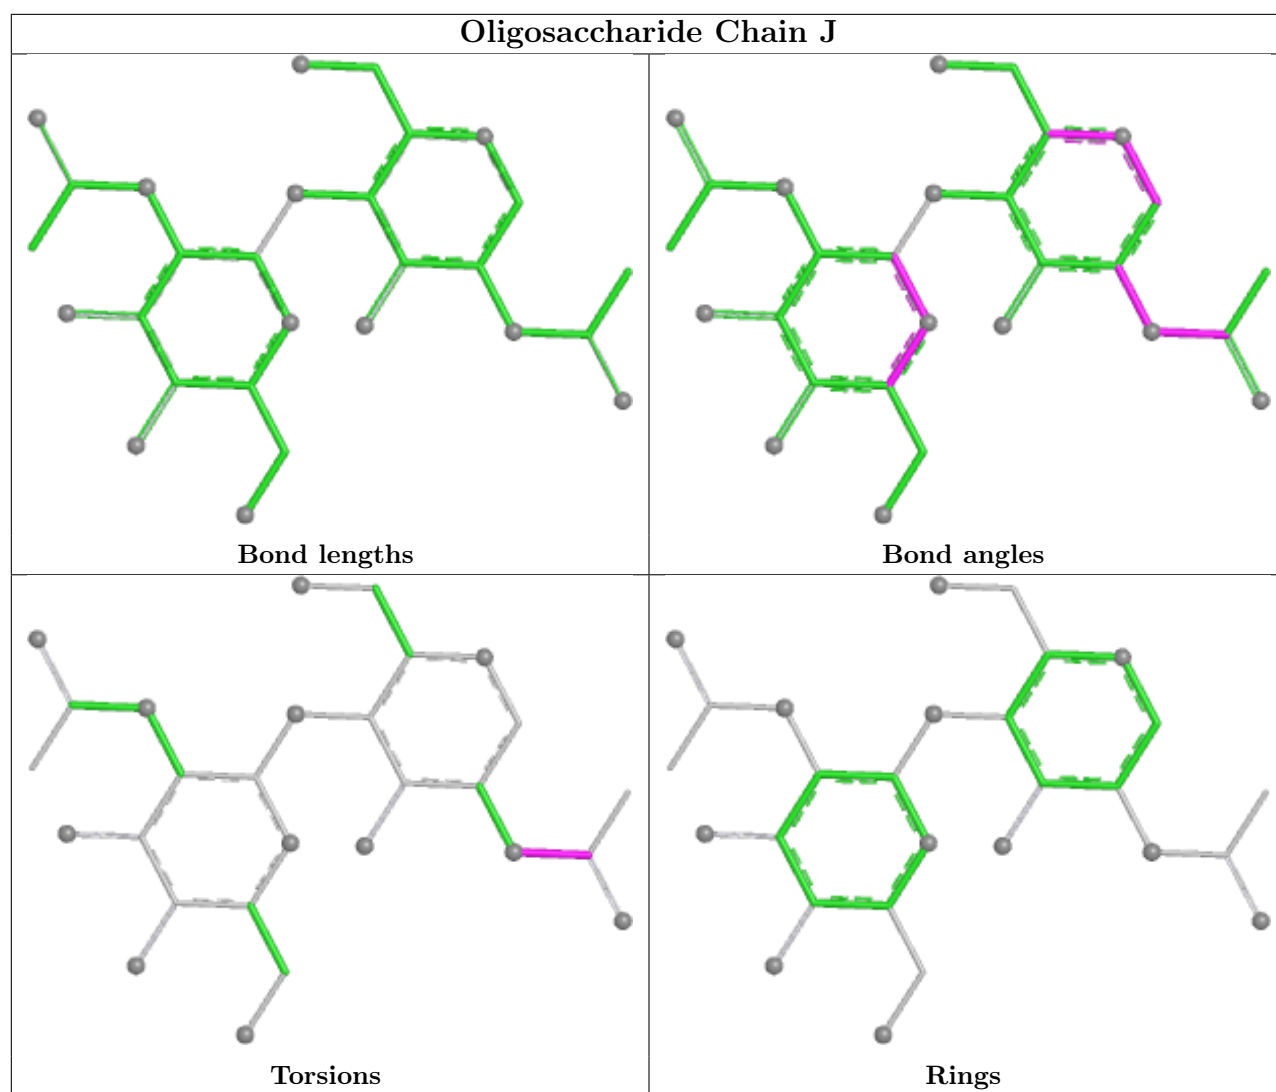 Oligosaccharide Chain J
Bond lengths
Bond angles
Torsions
Rings